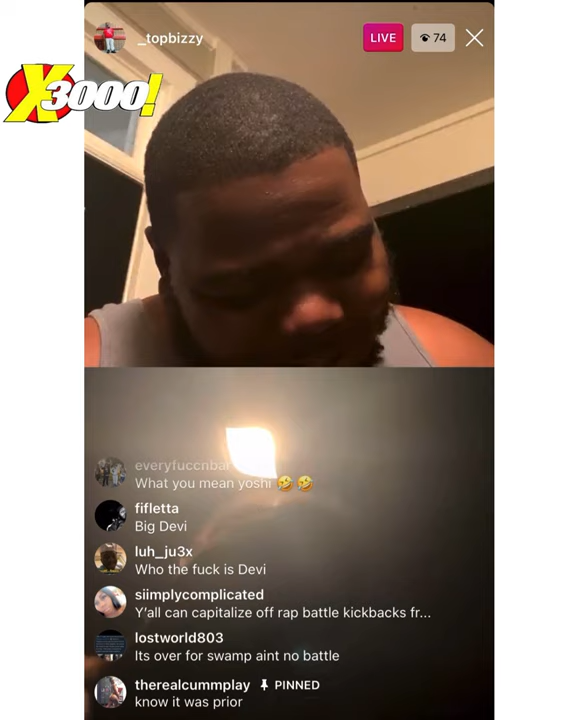 _topbizzy
LIVE
74
X3000!
What you mean yoshi 🤣🤣
fifletta
Big Devi
luh_ju3x
Who the fuck is Devi
siimplycomplicated
Y'all can capitalize off rap battle kickbacks fr...
lostworld803
Its over for swamp aint no battle
therealcummplay PINNED
know it was prior